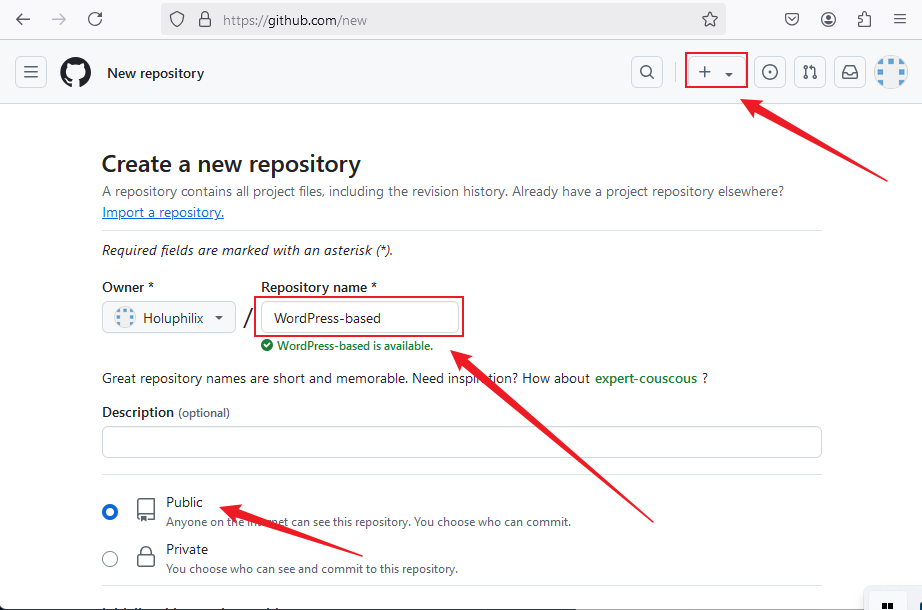 https://github.com/new
New repository
Create a new repository
A repository contains all project files, including the revision history. Already have a project repository elsewhere?
Import a repository.
Required fields are marked with an asterisk (*).
Owner * Repository name *
Holuphilix / WordPress-based
WordPress-based is available.
Great repository names are short and memorable. Need inspiration? How about expert-couscous ?
Description (optional)
Public
Anyone on the internet can see this repository. You choose who can commit.
Private
You choose who can see and commit to this repository.